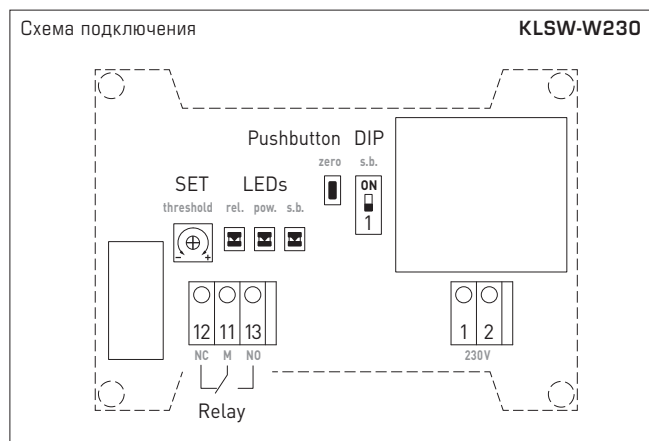 Схема подключения
KLSW-W230
Pushbutton DIP
zero s.b.
SET LEDs
threshold rel. pow. s.b.
ON
1
- +
12 11 13
1 2
NC M NO
230 V
Relay